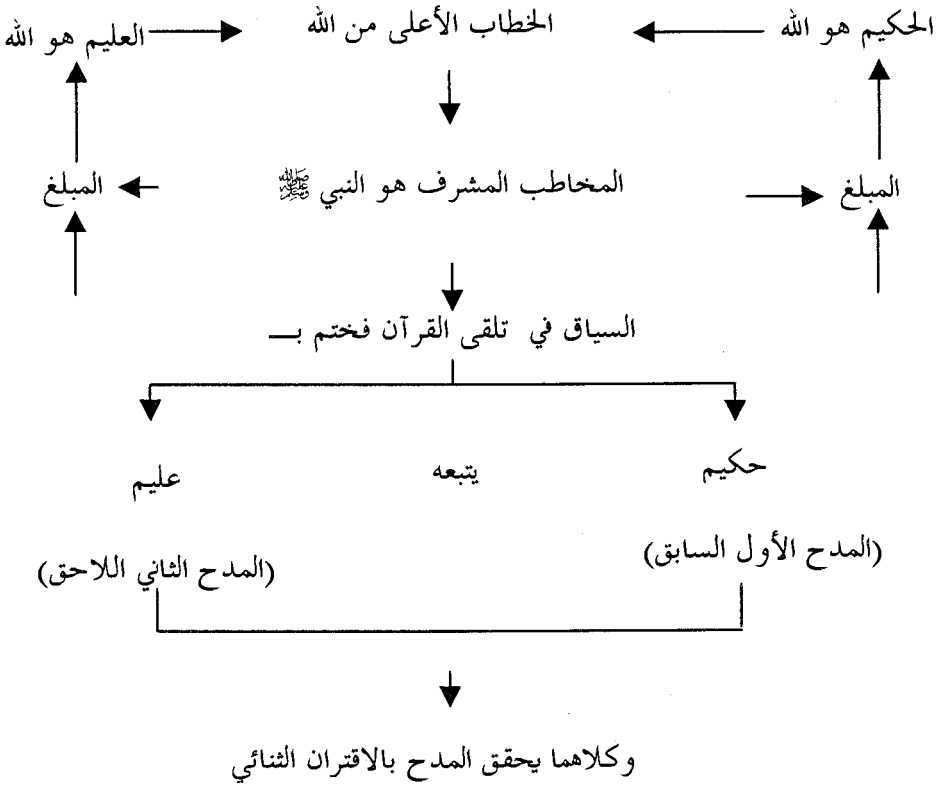 الحكيم هو الله
الخطاب الأعلى من الله
العليم هو الله
المبلغ
المخاطب المشرف هو النبي ﷺ
المبلغ
السياق في تلقى القرآن فختم بــ
حكيم
يتبعه
عليم
(المدح الأول السابق)
(المدح الثاني اللاحق)
وكلاهما يحقق المدح بالاقتران الثنائي